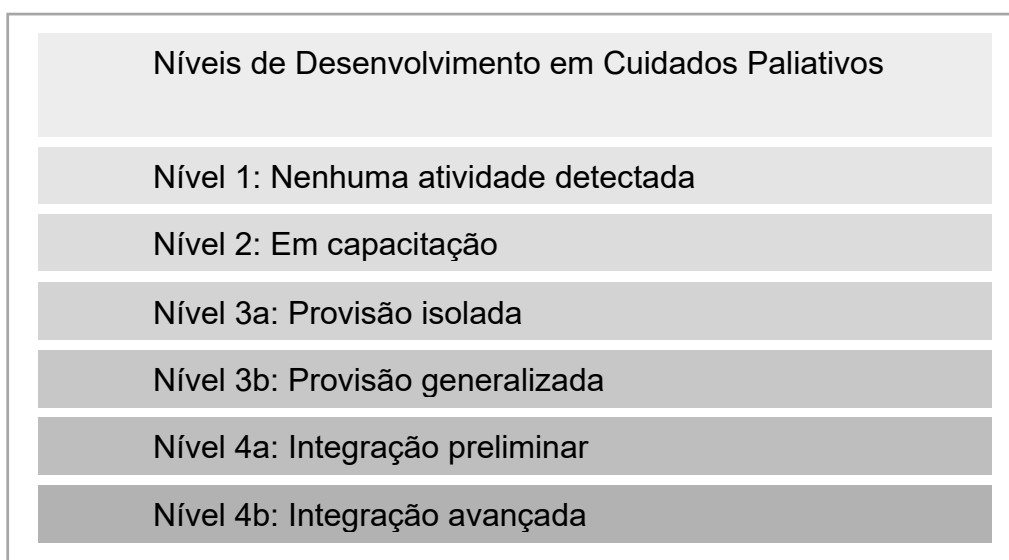 Níveis de Desenvolvimento em Cuidados Paliativos
Nível 1: Nenhuma atividade detectada
Nível 2: Em capacitação
Nível 3a: Provisão isolada
Nível 3b: Provisão generalizada
Nível 4a: Integração preliminar
Nível 4b: Integração avançada